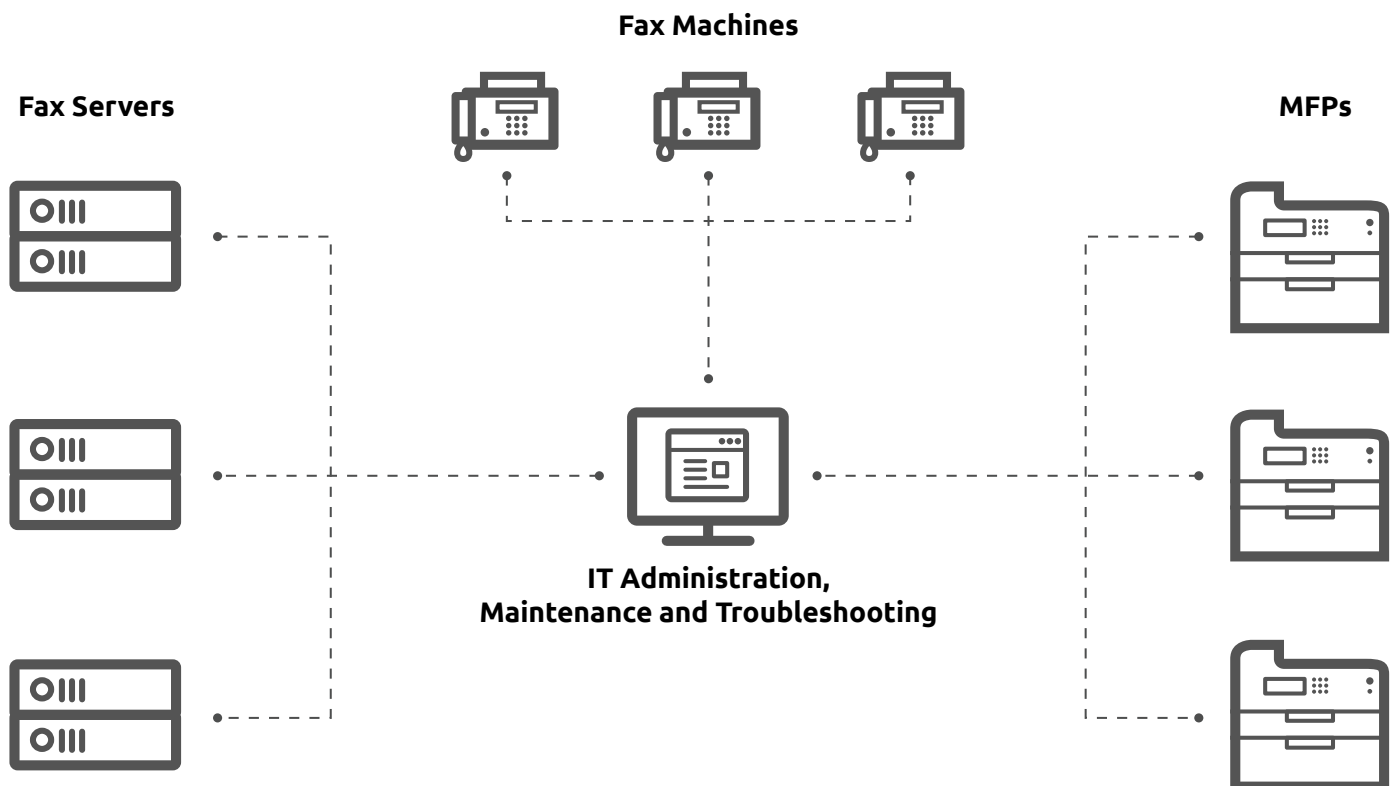 Fax Machines
Fax Servers
MFPs
IT Administration,
Maintenance and Troubleshooting